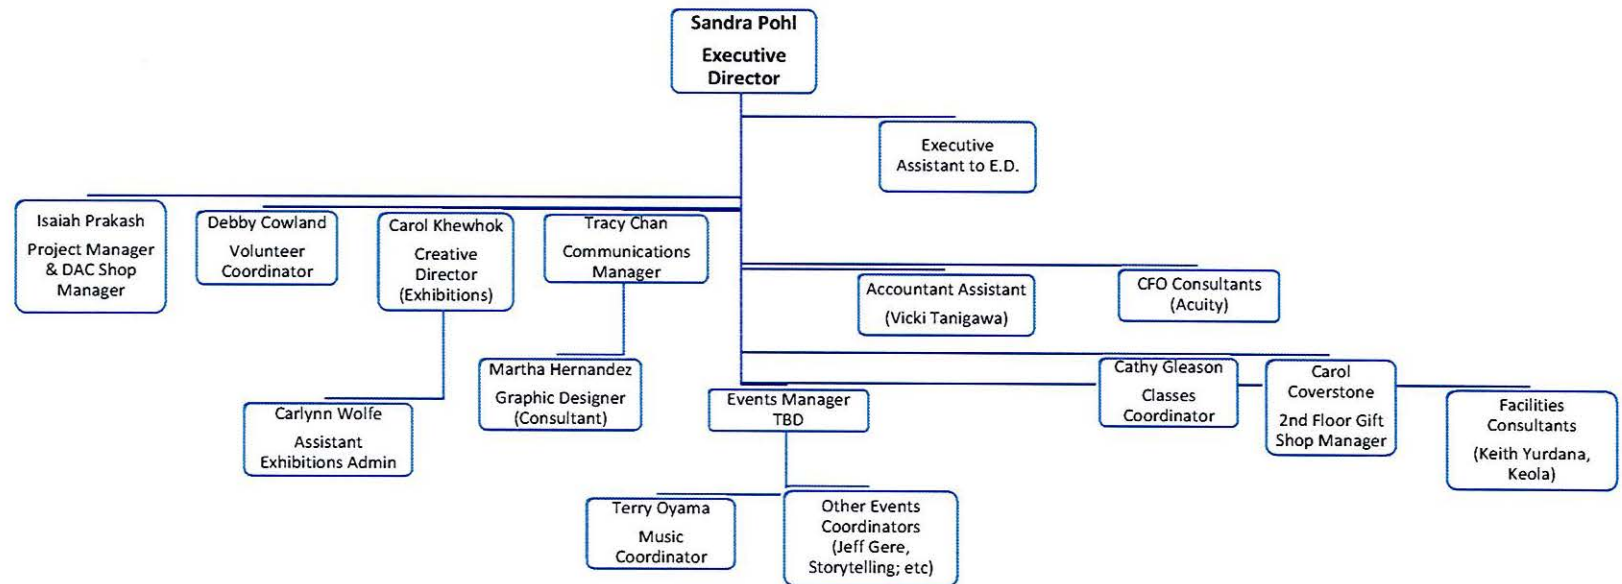 Sandra Pohl
Executive
Director
Executive
Assistant to E.D.
Isaiah Prakash
Project Manager
& DAC Shop
Manager
Debby Cowland
Volunteer
Coordinator
Carol Khewhok
Creative
Director
(Exhibitions)
Tracy Chan
Communications
Manager
Accountant Assistant
(Vicki Tanigawa)
CFO Consultants
(Acuity)
Martha Hernandez
Graphic Designer
(Consultant)
Carlynn Wolfe
Assistant
Exhibitions Admin
Events Manager
TBD
Cathy Gleason
Classes
Coordinator
Carol
Coverstone
2nd Floor Gift
Shop Manager
Facilities
Consultants
(Keith Yurdana,
Keola)
Terry Oyama
Music
Coordinator
Other Events
Coordinators
(Jeff Gere,
Storytelling; etc)